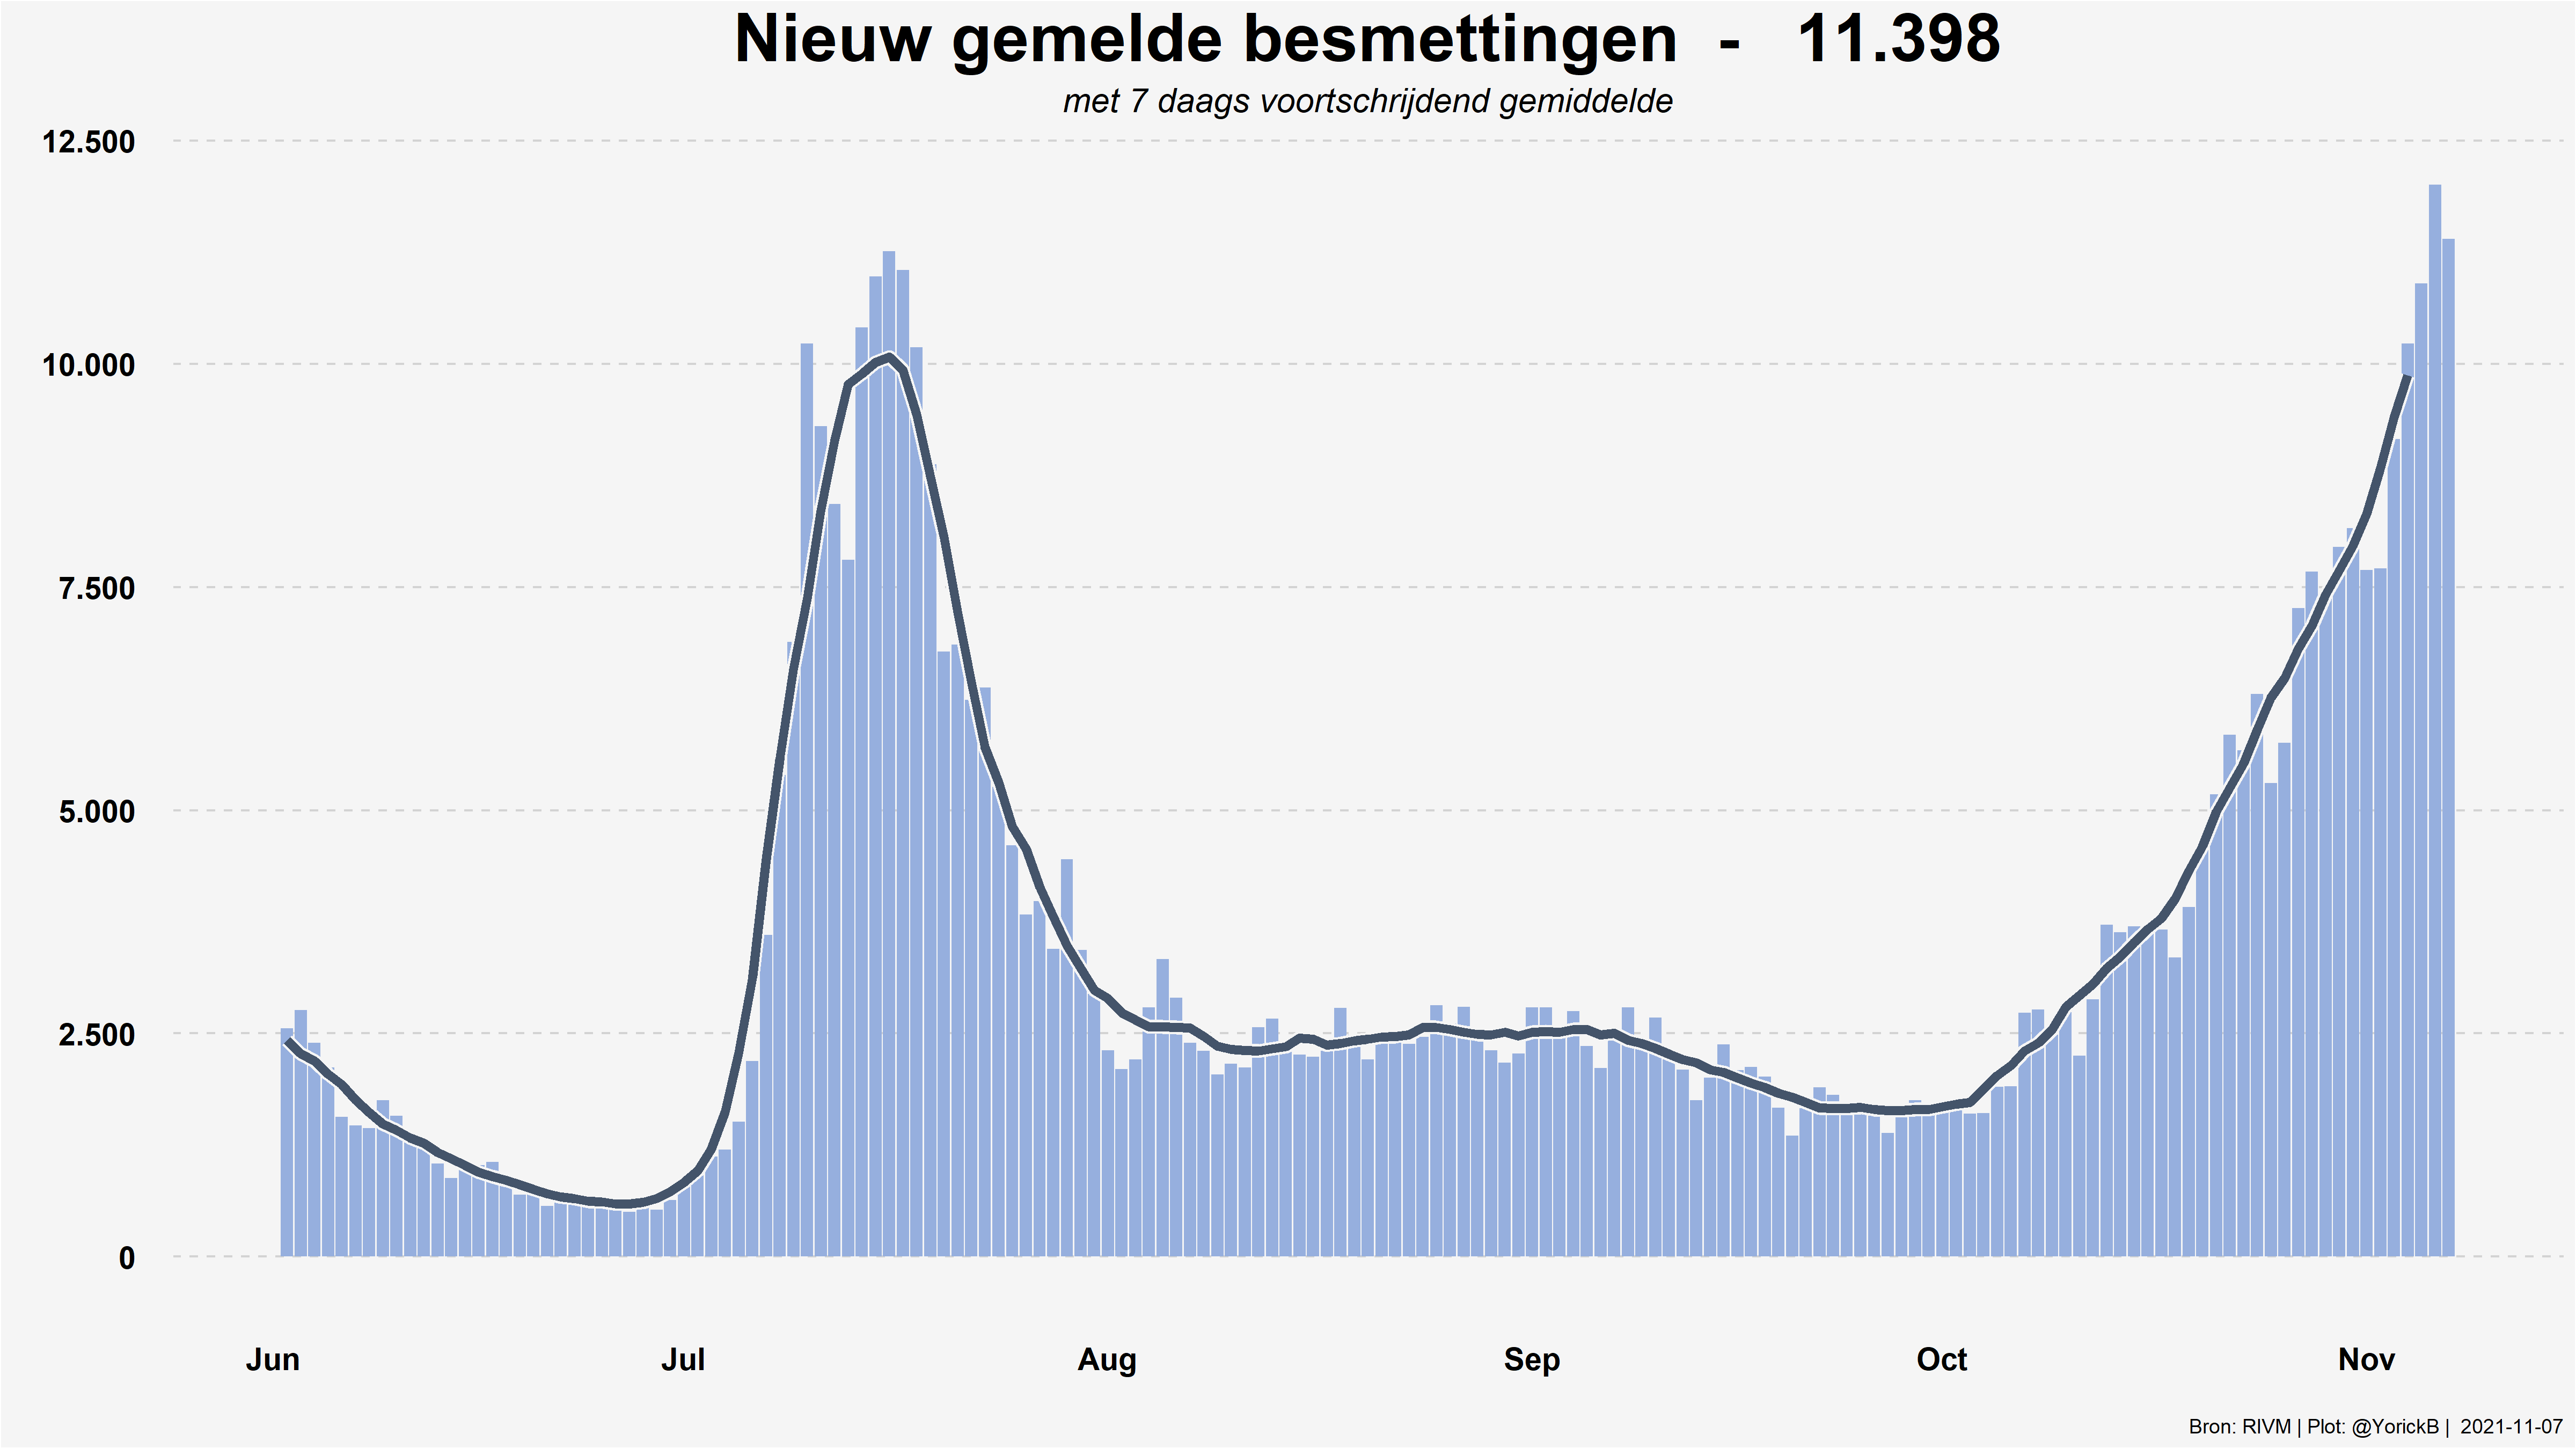 Nieuw gemelde besmettingen - 11.398
met 7 daags voortschrijdend gemiddelde
12.500
10.000
7.500
5.000
2.500
0
Jun Jul Aug Sep Oct Nov
Bron: RIVM | Plot: @YorickB | 2021-11-07